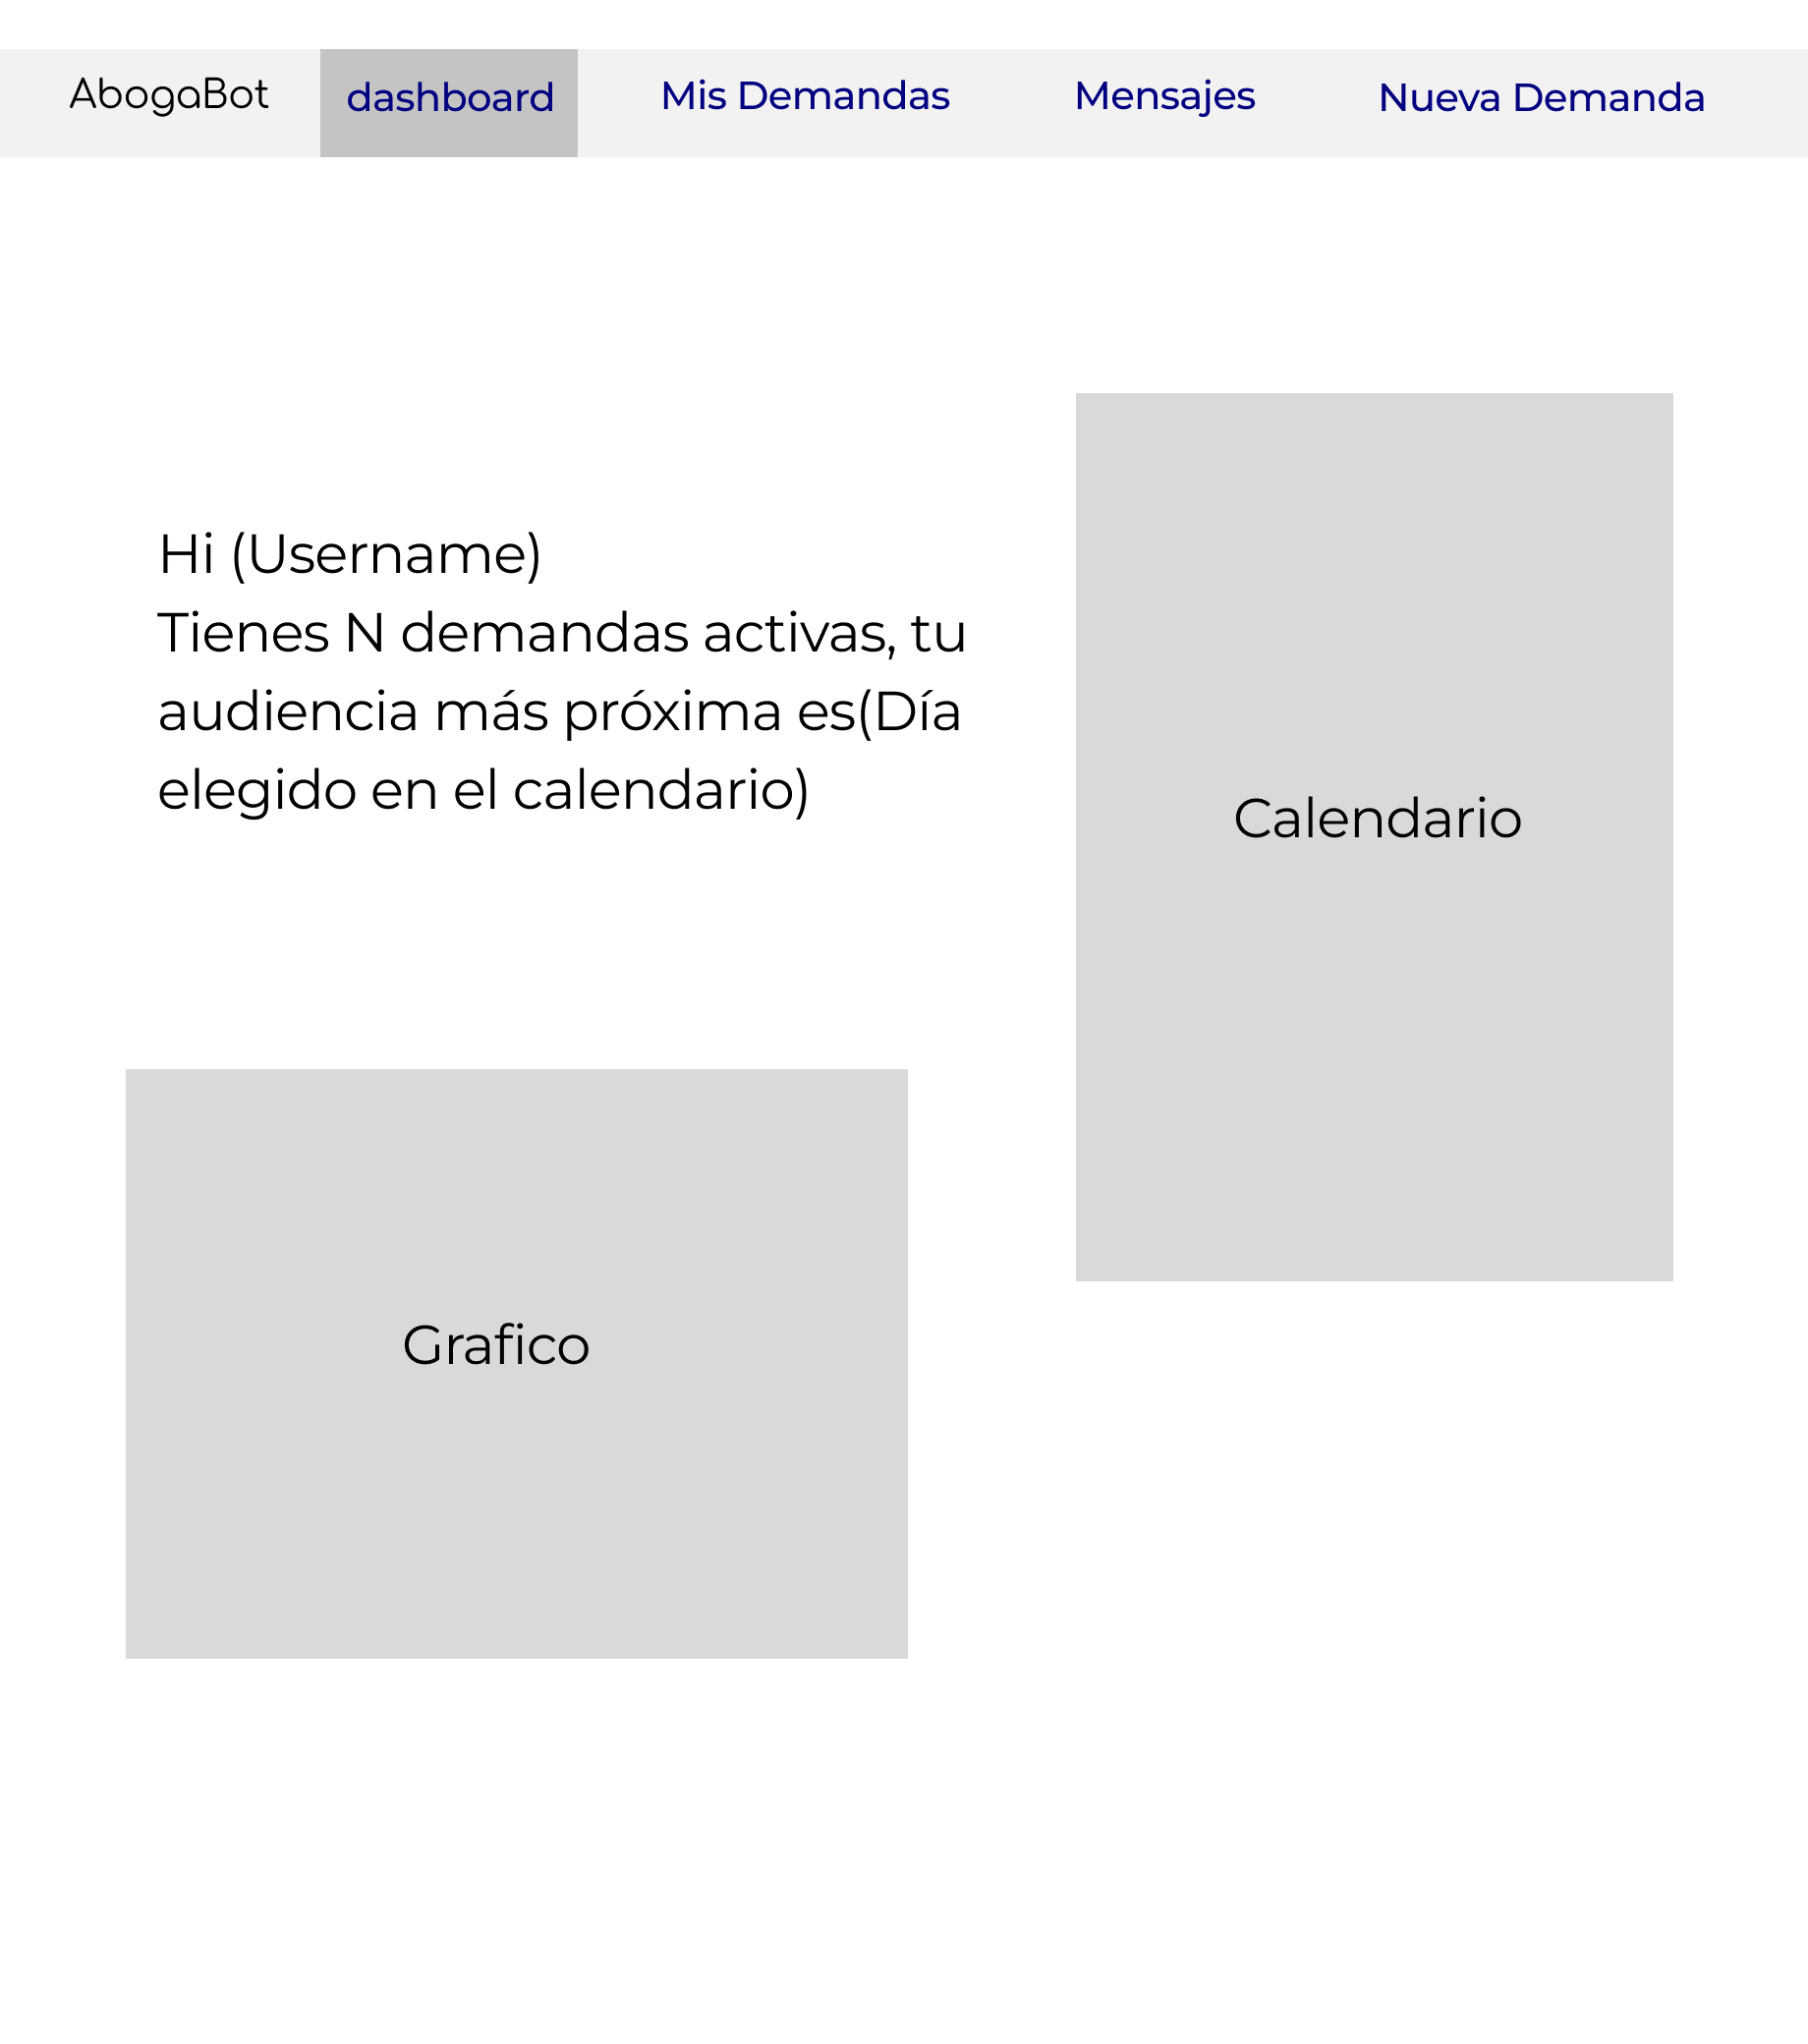 AbogaBot
dashboard
Mis Demandas
Mensajes
Nueva Demanda
Hi (Username)
Tienes N demandas activas, tu
audiencia más próxima es(Día
elegido en el calendario)
Calendario
Grafico